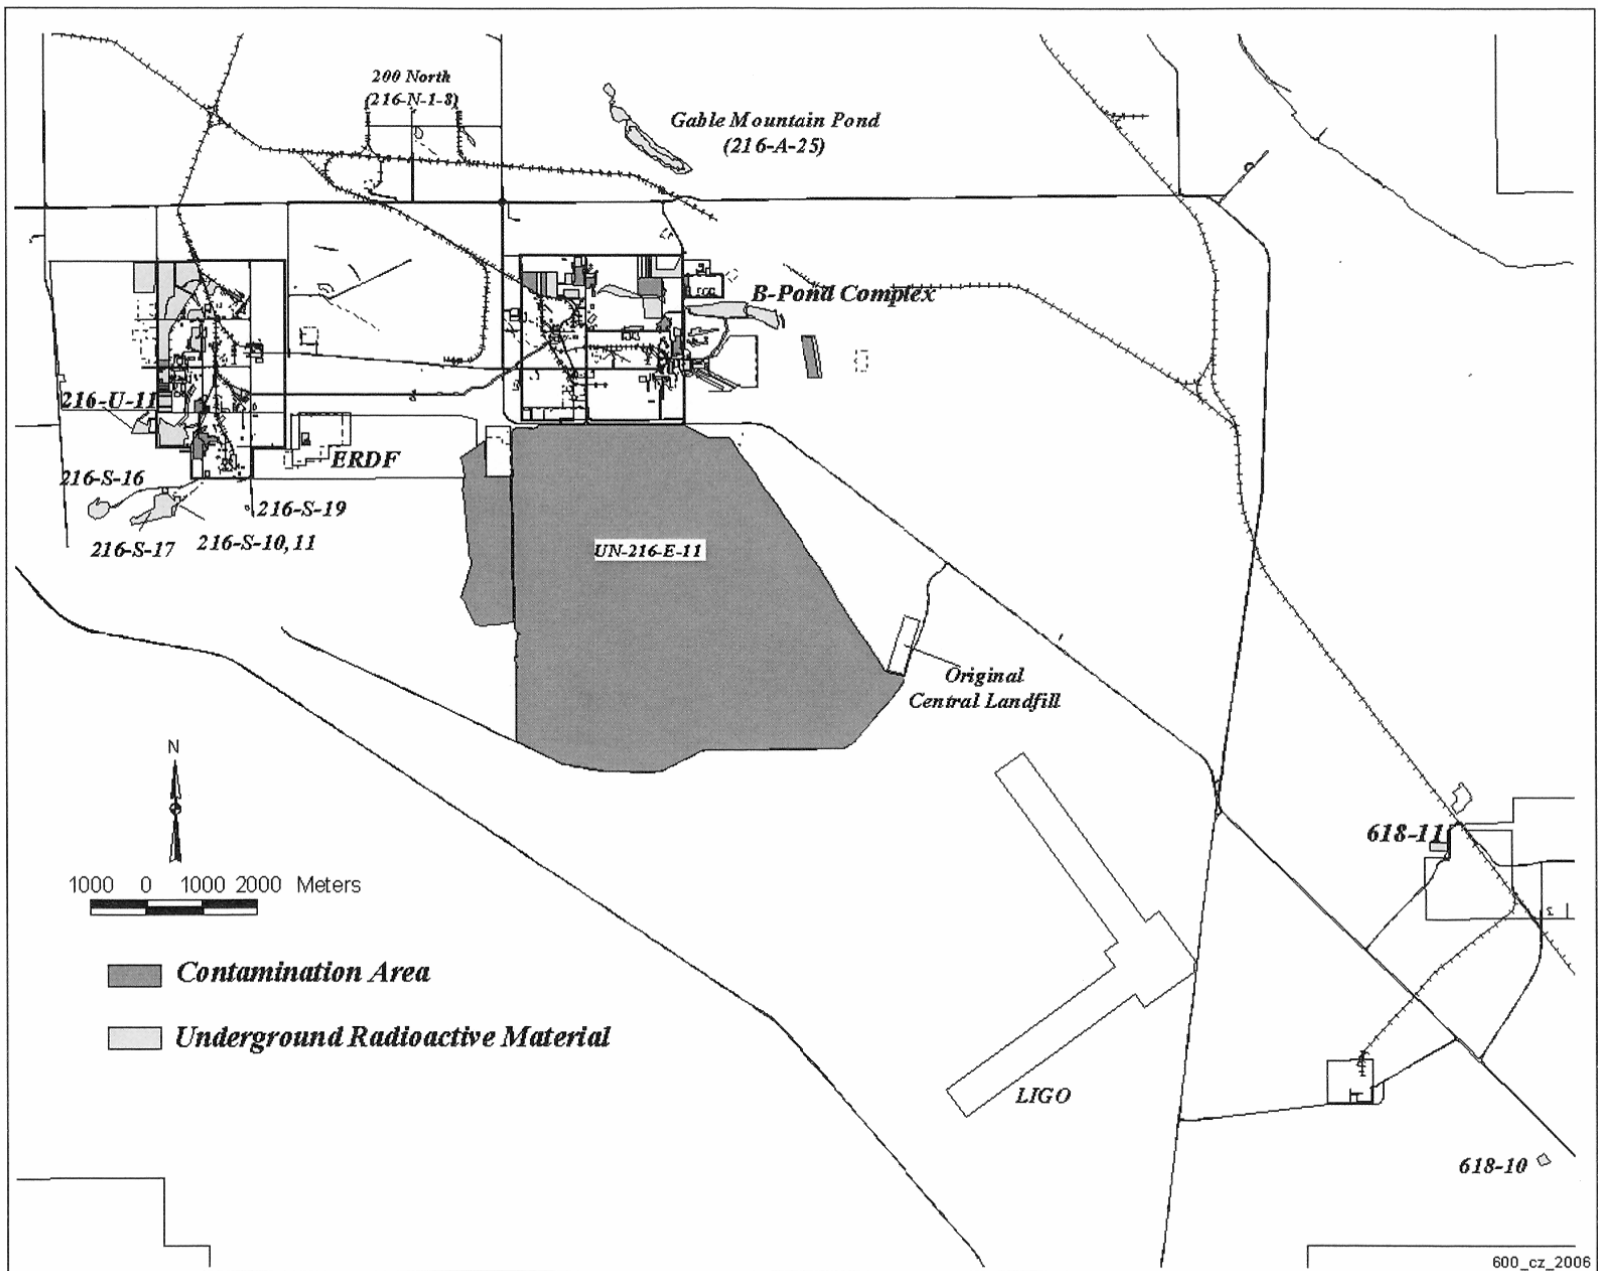 200 North
(216-N-1-8)
Gable Mountain Pond
(216-A-25)
B-Pond Complex
216-U-11
ERDF
216-S-16
216-S-19
216-S-17
216-S-10,11
UN-216-E-11
Original
Central Landfill
N
618-11
1000 0 1000 2000 Meters
Contamination Area
Underground Radioactive Material
LIGO
618-10
600_cz_2006